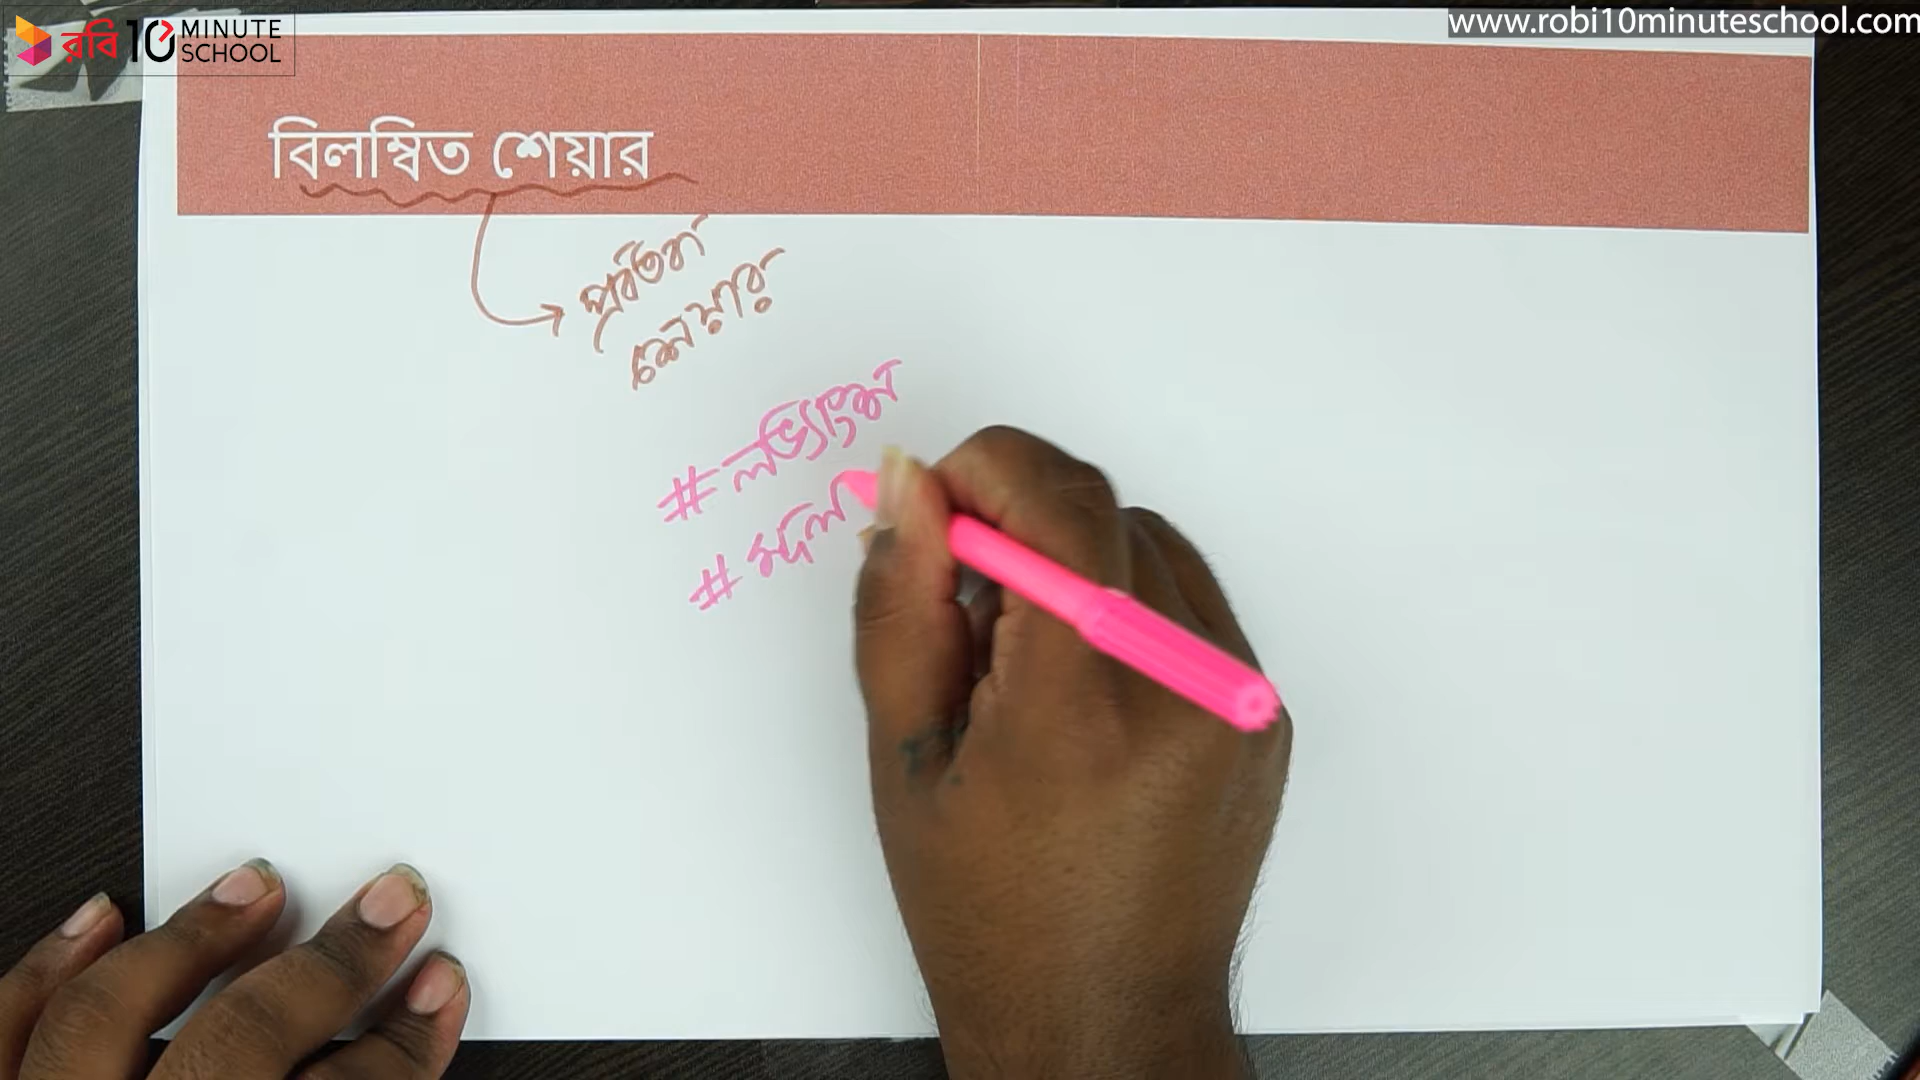 রবি 10 MINUTE SCHOOL
www.robi10minuteschool.com
বিলম্বিত শেয়ার
প্রবর্তক
শেয়ার
# লভ্যাংশ
#